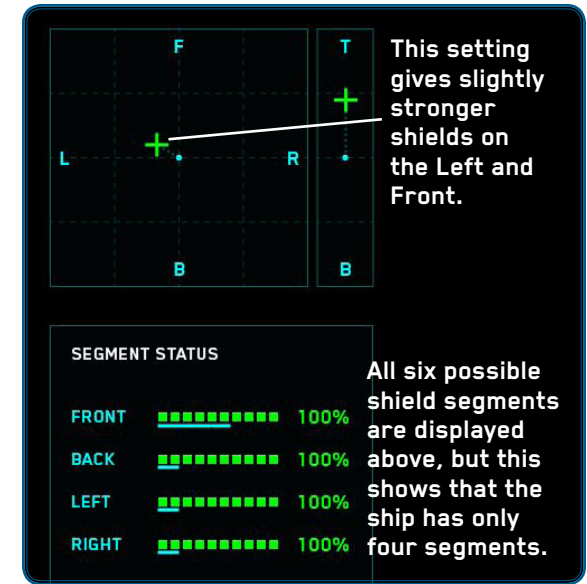 F
T
L
R
B
B
This setting
gives slightly
stronger
shields on
the Left and
Front.
SEGMENT STATUS
FRONT 100%
BACK 100%
LEFT 100%
RIGHT 100%
All six possible
shield segments
are displayed
above, but this
shows that the
ship has only
four segments.